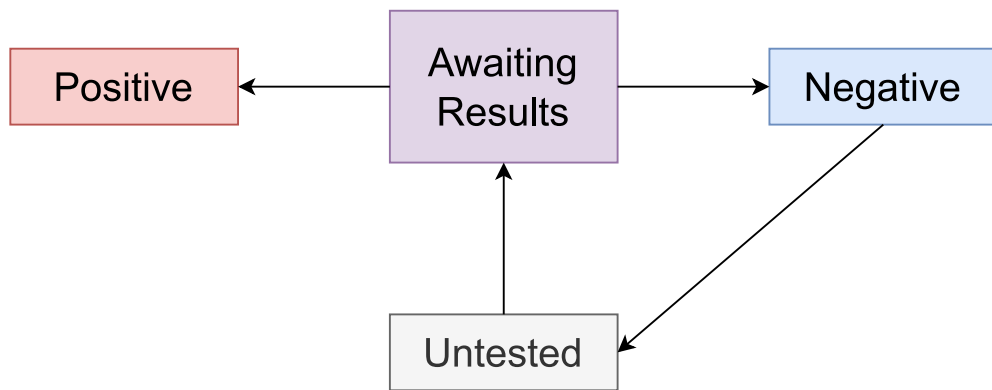 Positive
Awaiting
Results
Negative
Untested